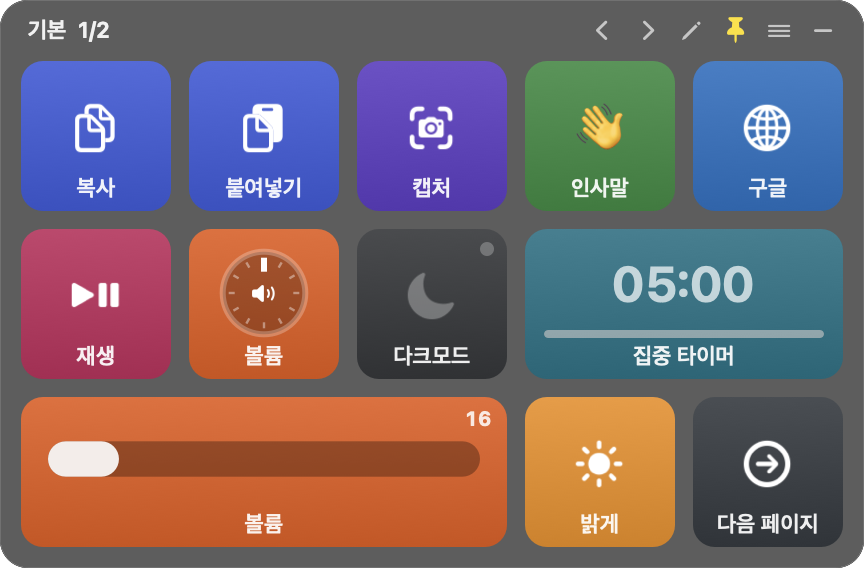 기본 1/2
복사
붙여넣기
캡처
인사말
구글
재생
볼륨
다크모드
05:00
집중 타이머
16
볼륨
밝게
다음 페이지